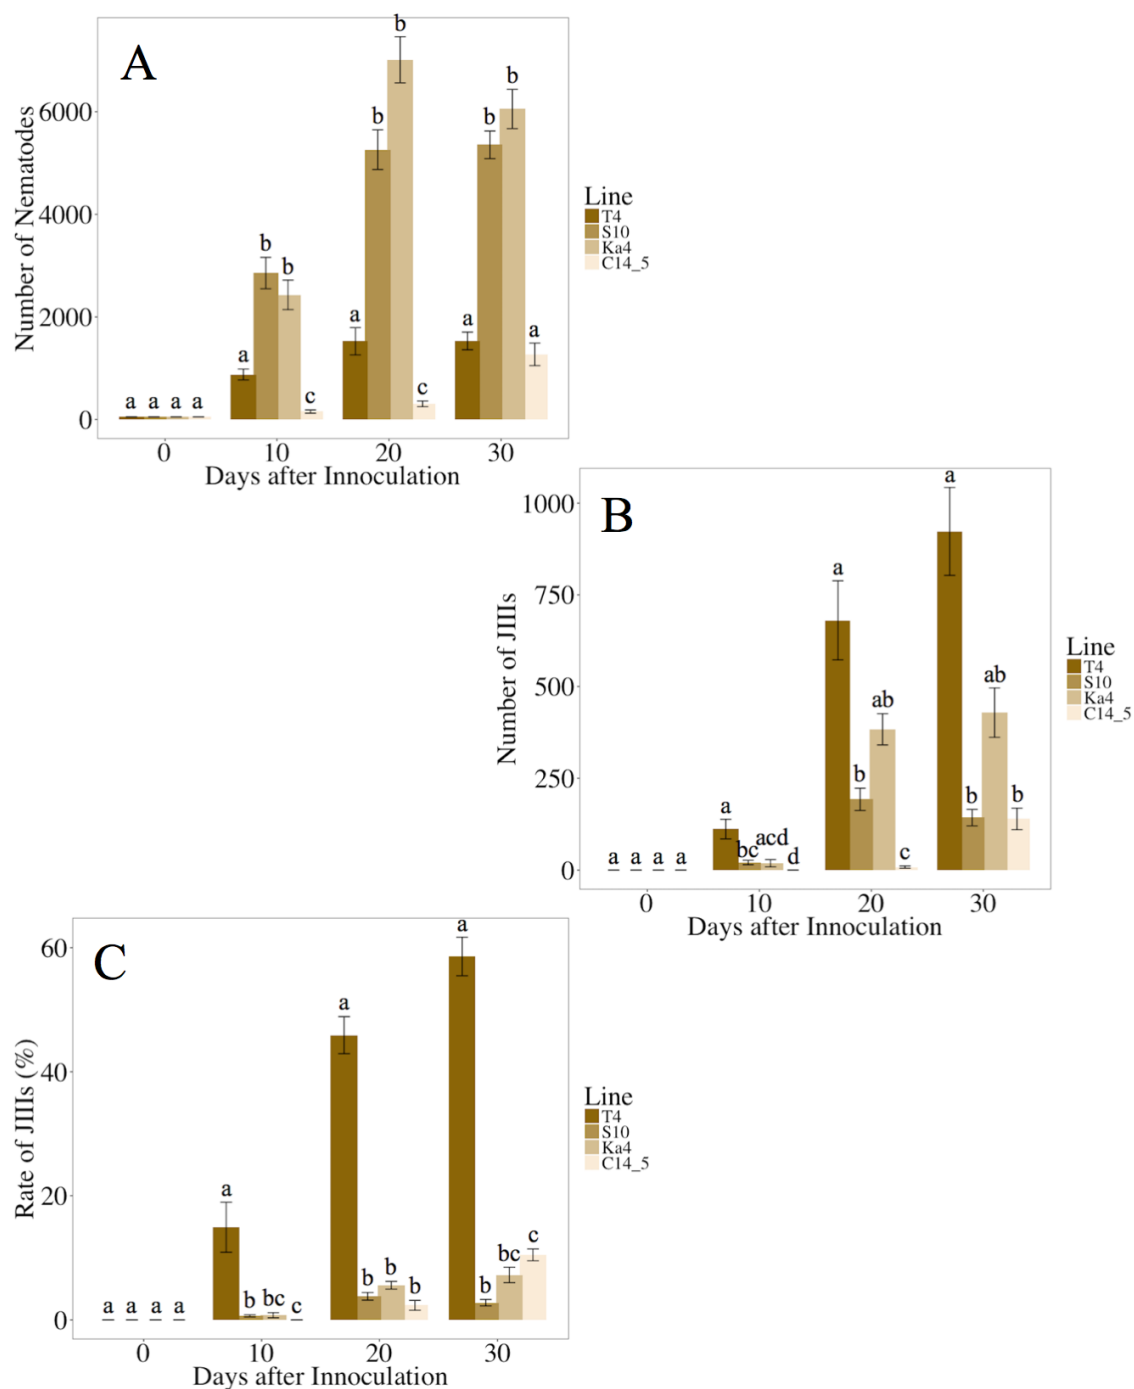 A
Number of Nematodes
6000
4000
2000
0
a a a a
a b b c
a b b c
a b b a
0 10 20 30
Days after Innoculation
Line
T4
S10
Ka4
C14_5
B
Number of JIIIs
1000
750
500
250
0
a a a a
a bc acd d
a b ab c
a b ab b
0 10 20 30
Days after Innoculation
Line
T4
S10
Ka4
C14_5
C
Rate of JIIIs (%)
60
40
20
0
a a a a
a b bc c
a b b b
a b bc c
0 10 20 30
Days after Innoculation
Line
T4
S10
Ka4
C14_5